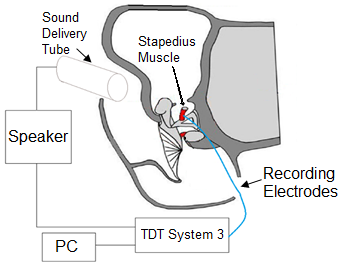 Sound
Delivery
Tube
Stapedius
Muscle
Speaker
Recording
Electrodes
TDT System 3
PC